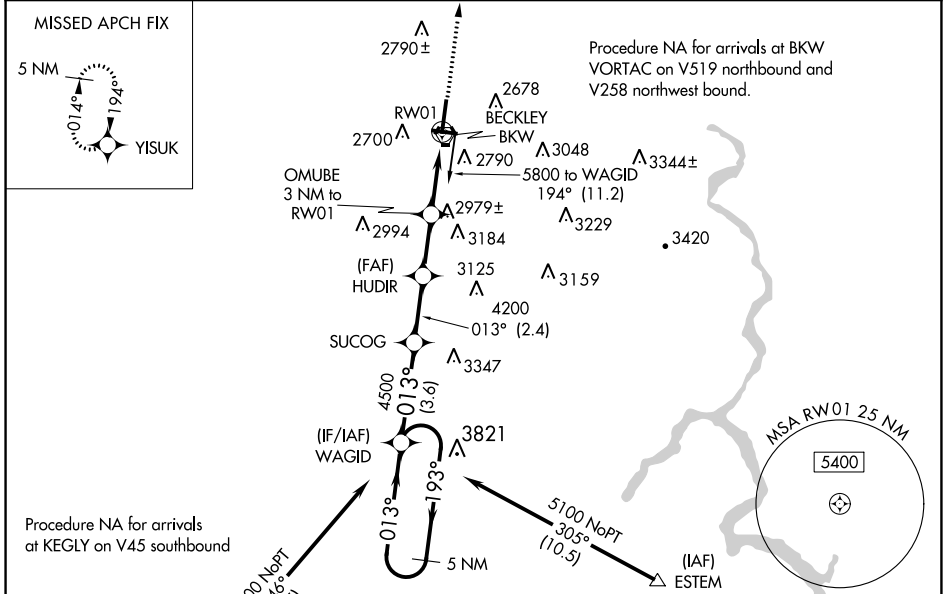 MISSED APCH FIX
5 NM
014°
194°
YISUK
2790±
Procedure NA for arrivals at BKW
VORTAC on V519 northbound and
V258 northwest bound.
2678
RW01
BECKLEY
BKW
2700
2790
3048
3344±
5800 to WAGID
194° (11.2)
OMUBE
3 NM to
RW01
2979±
2994
3184
3229
3420
(FAF)
HUDIR
3125
3159
4200
013° (2.4)
SUCOG
3347
4500
013°
(3.6)
(IF/IAF)
WAGID
3821
MSA RW01 25 NM
5400
013°
193°
5 NM
Procedure NA for arrivals
at KEGLY on V45 southbound
5100 NoPT
305°
(10.5)
(IAF)
ESTEM
NoPT